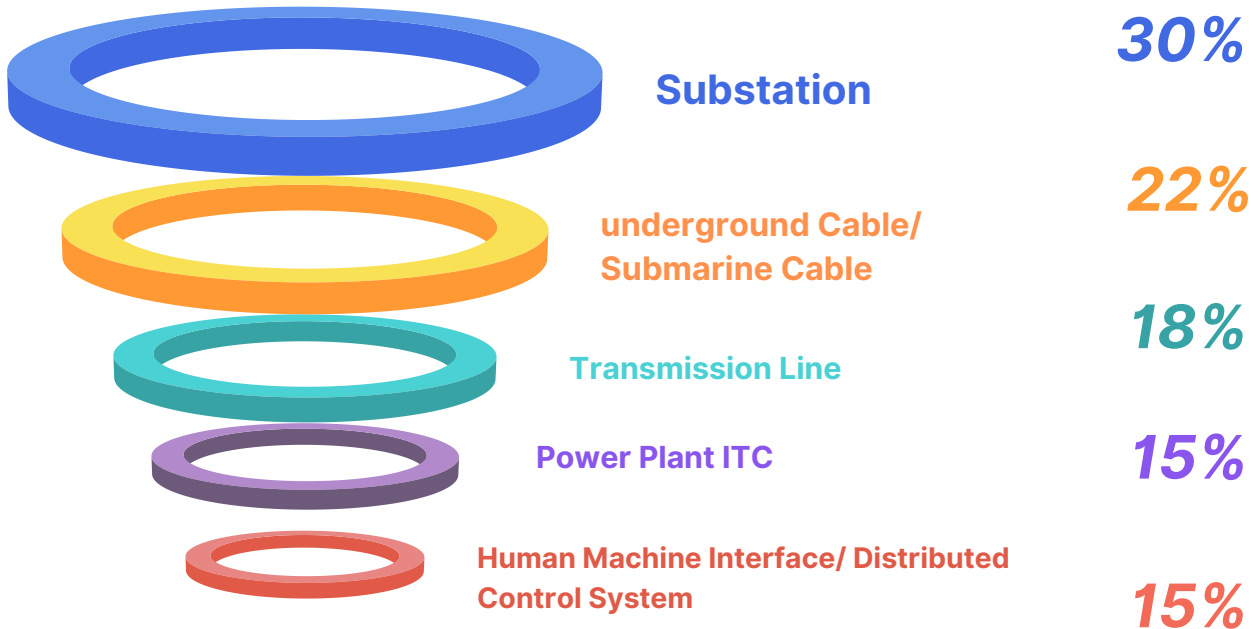 Substation
30%
underground Cable/
Submarine Cable
22%
Transmission Line
18%
Power Plant ITC
15%
Human Machine Interface/ Distributed
Control System
15%